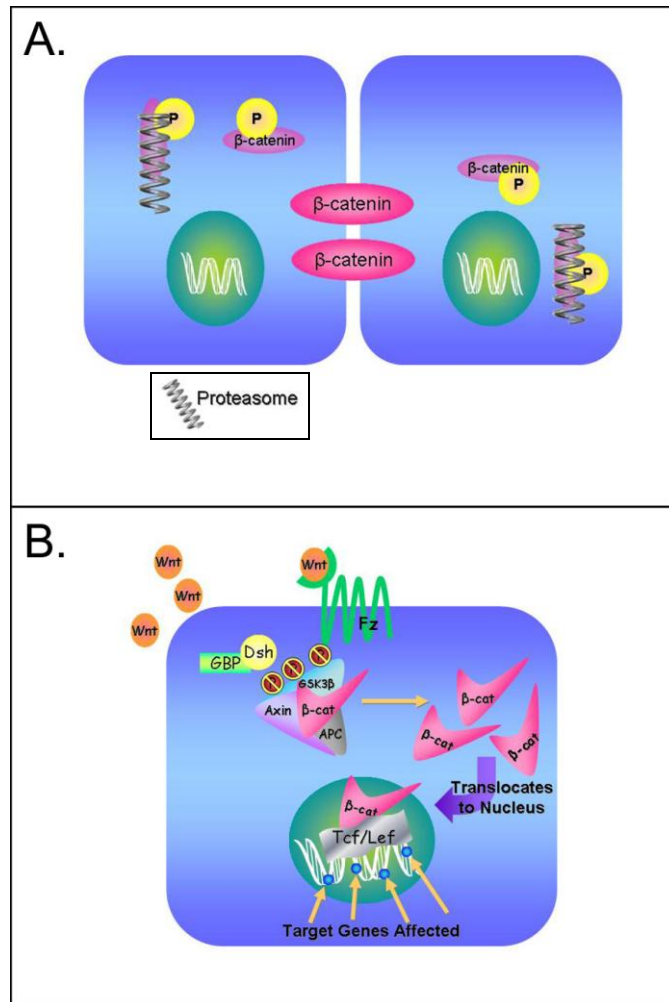 A.
P
P
β-catenin
β-catenin
P
β-catenin
β-catenin
P
Proteasome
B.
Wnt
Wnt
Wnt
Wnt
Fz
Dsh
GBP
P
P
P
GSK3β
Axin
β-cat
APC
β-cat
β-cat
β-cat
Translocates
to Nucleus
β-cat
Tcf/Lef
Target Genes Affected